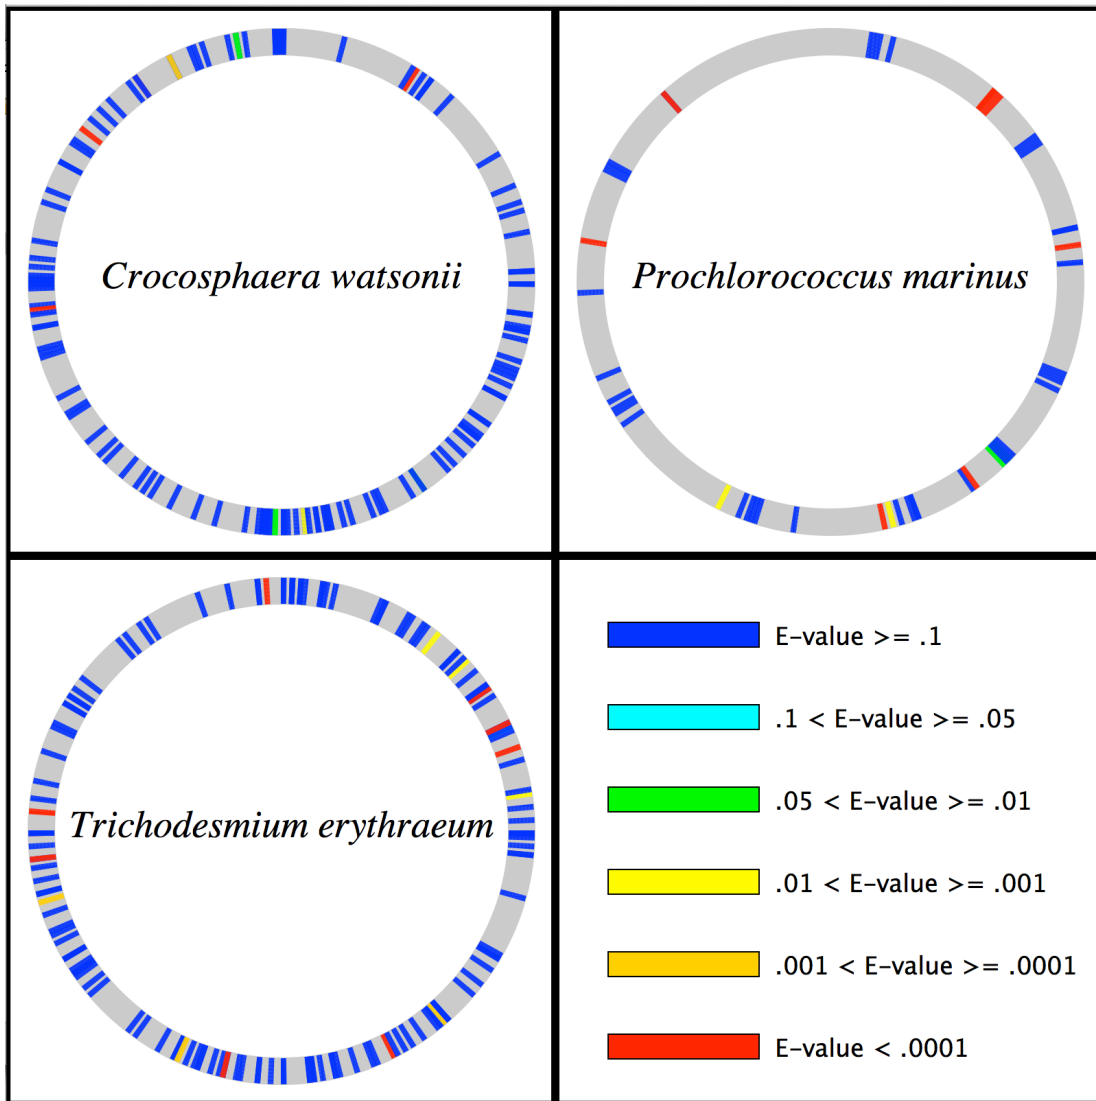 Crocosphaera watsonii
Prochlorococcus marinus
Trichodesmium erythraeum
E-value >= .1
.1 < E-value >= .05
.05 < E-value >= .01
.01 < E-value >= .001
.001 < E-value >= .0001
E-value < .0001